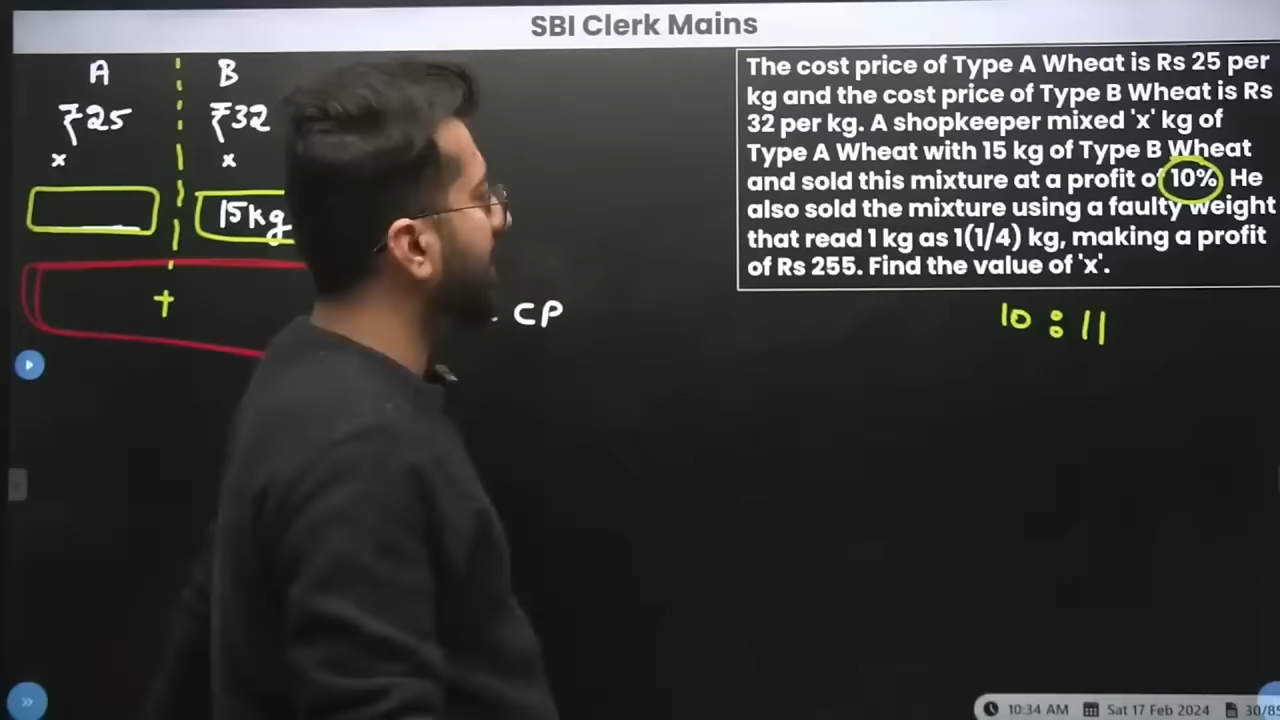 SBI Clerk Mains
A
B
₹25
₹32
x
x
15kg
+
CP
The cost price of Type A Wheat is Rs 25 per
kg and the cost price of Type B Wheat is Rs
32 per kg. A shopkeeper mixed 'x' kg of
Type A Wheat with 15 kg of Type B Wheat
and sold this mixture at a profit of 10% He
also sold the mixture using a faulty weight
that read 1 kg as 1(1/4) kg, making a profit
of Rs 255. Find the value of 'x'.
10 : 11
10:34 AM
Sat 17 Feb 2024
30/85